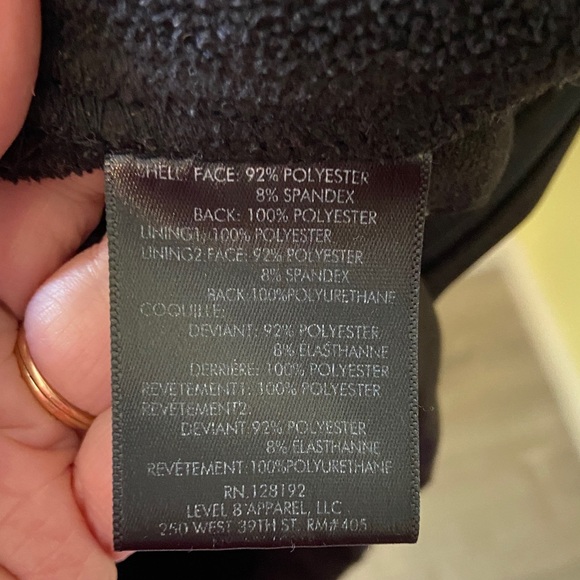 SHELL FACE: 92% POLYESTER
8% SPANDEX
BACK: 100% POLYESTER
LINING1: 100% POLYESTER
LINING2 FACE: 92% POLYESTER
8% SPANDEX
BACK:100%POLYURETHANE
COQUILLE:
DEVIANT: 92% POLYESTER
8% ÉLASTHANNE
DERRIÈRE: 100% POLYESTER
REVÊTEMENT1: 100% POLYESTER
REVÊTEMENT2:
DEVIANT:92% POLYESTER
8% ÉLASTHANNE
REVÊTEMENT:100%POLYURETHANE
RN.128192
LEVEL 8 APPAREL, LLC
250 WEST 39TH ST. RM#405